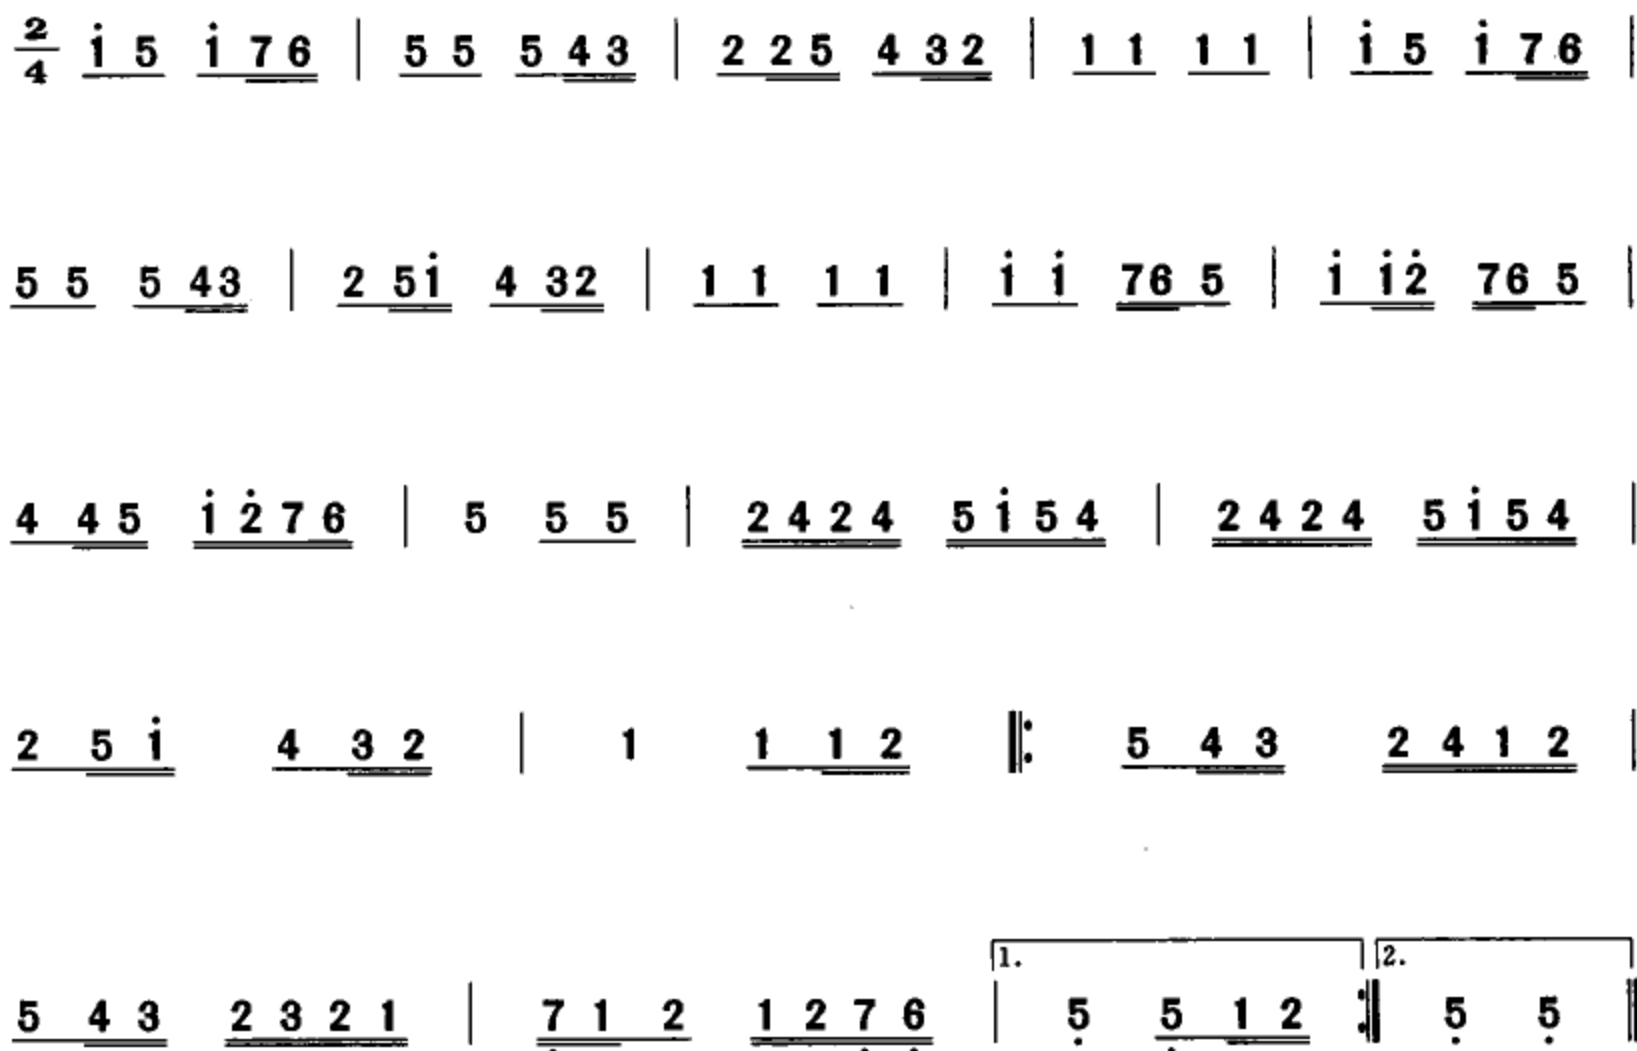 2/4 i̇ 5 i̇ 7 6 | 5 5 5 4 3 | 2 2 5 4 3 2 | 1 1 1 1 | i̇ 5 i̇ 7 6 |
5 5 5 4 3 | 2 5 i̇ 4 3 2 | 1 1 1 1 | i̇ i̇ 7 6 5 | i̇ i̇ 2̇ 7 6 5 |
4 4 5 i̇ 2̇ 7 6 | 5 5 5 | 2 4 2 4 5 i̇ 5 4 | 2 4 2 4 5 i̇ 5 4 |
2 5 i̇ 4 3 2 | 1 1 1 2 ‖: 5 4 3 2 4 1 2 |
1. 2.
5 4 3 2 3 2 1 | 7̣ 1 2 1 2 7̣ 6̣ | 5̣ 5̣ 1 2 :‖ 5̣ 5̣ ‖